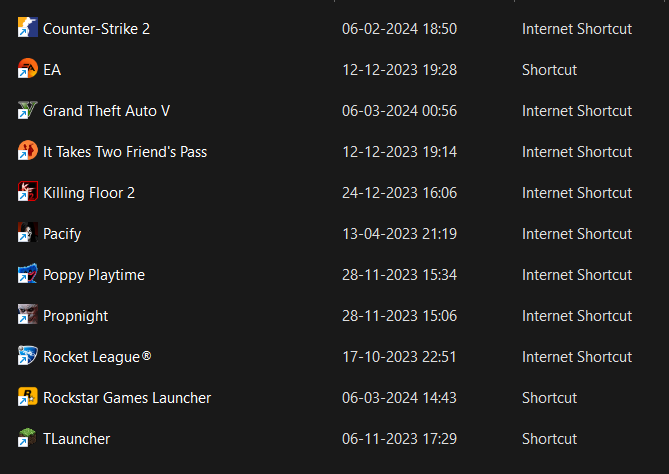 Counter-Strike 2 06-02-2024 18:50 Internet Shortcut
EA 12-12-2023 19:28 Shortcut
Grand Theft Auto V 06-03-2024 00:56 Internet Shortcut
It Takes Two Friend's Pass 12-12-2023 19:14 Internet Shortcut
Killing Floor 2 24-12-2023 16:06 Internet Shortcut
Pacify 13-04-2023 21:19 Internet Shortcut
Poppy Playtime 28-11-2023 15:34 Internet Shortcut
Propnight 28-11-2023 15:06 Internet Shortcut
Rocket League® 17-10-2023 22:51 Internet Shortcut
Rockstar Games Launcher 06-03-2024 14:43 Shortcut
TLauncher 06-11-2023 17:29 Shortcut